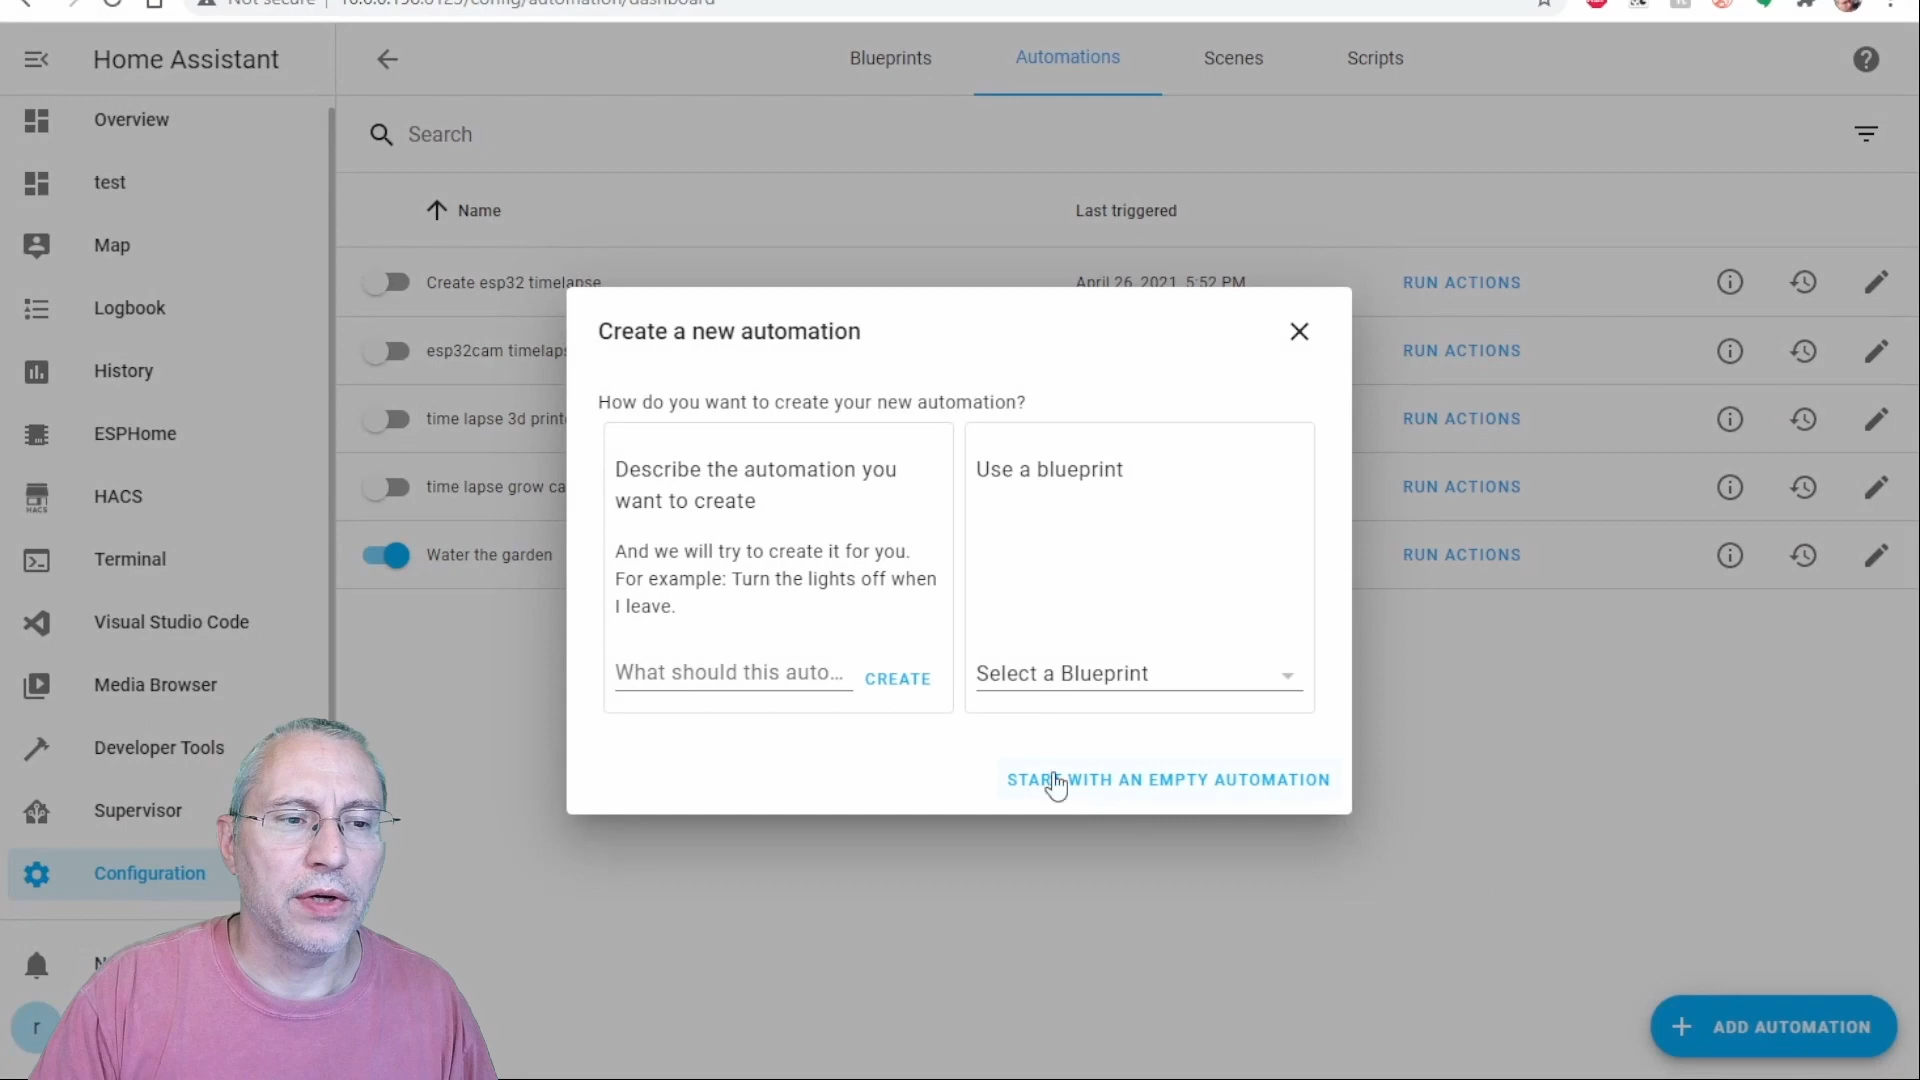 Not secure
10.0.0.190:8123/config/automation/dashboard
Home Assistant
Blueprints
Automations
Scenes
Scripts
Overview
Search
test
Map
Name
Last triggered
Logbook
Create esp32 timelapse
April 26, 2021, 5:52 PM
RUN ACTIONS
History
esp32cam timelaps
RUN ACTIONS
ESPHome
time lapse 3d print
RUN ACTIONS
HACS
HACS
time lapse grow ca
RUN ACTIONS
Terminal
Water the garden
RUN ACTIONS
Visual Studio Code
Media Browser
Developer Tools
Supervisor
Configuration
N
r
Create a new automation
How do you want to create your new automation?
Describe the automation you
want to create
And we will try to create it for you.
For example: Turn the lights off when
I leave.
What should this auto...
CREATE
Use a blueprint
Select a Blueprint
START WITH AN EMPTY AUTOMATION
+ ADD AUTOMATION